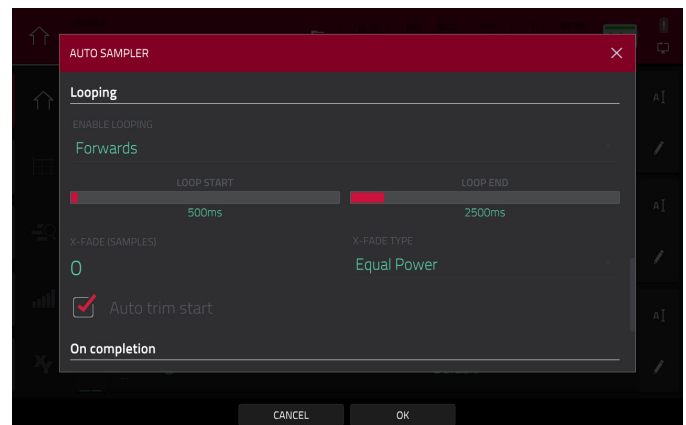 AUTO SAMPLER
Looping
ENABLE LOOPING
Forwards
LOOP START
LOOP END
500ms
2500ms
X-FADE (SAMPLES)
X-FADE TYPE
0
Equal Power
Auto trim start
On completion
CANCEL
OK